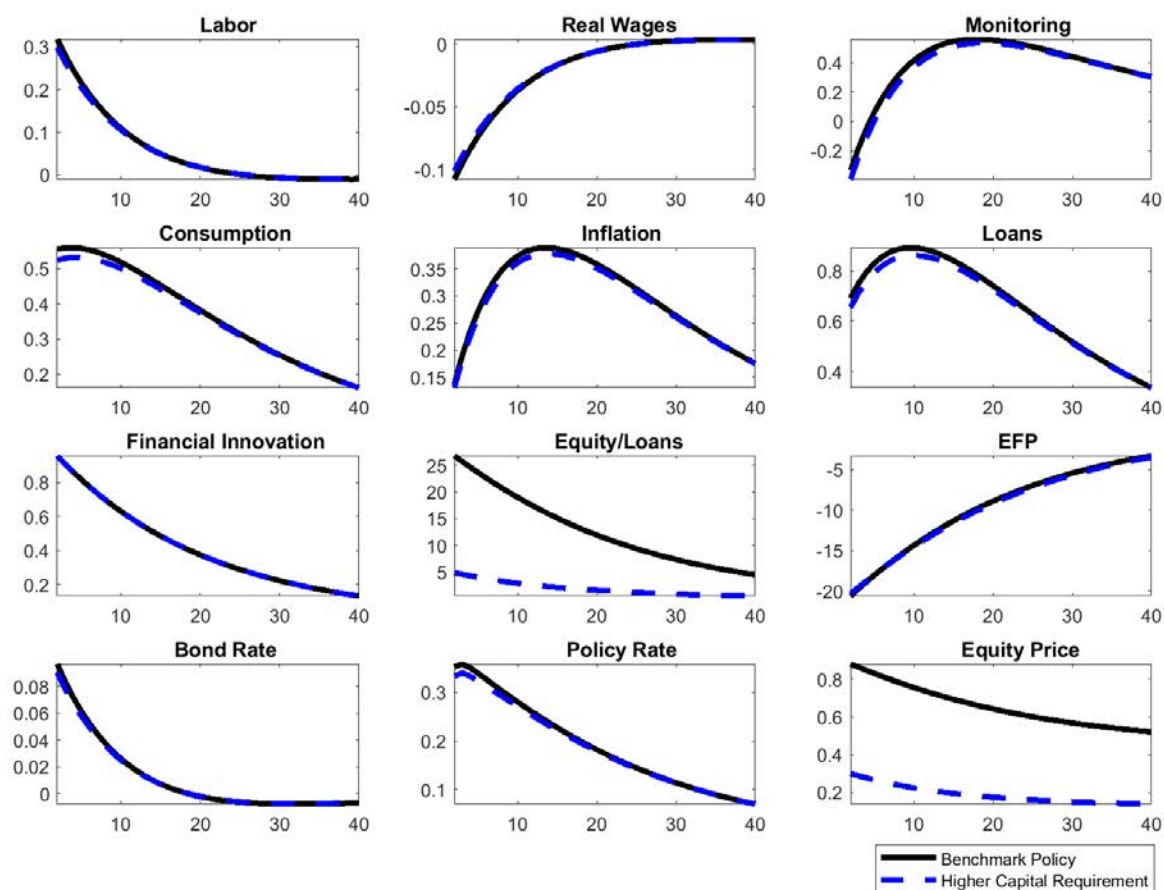 Labor
Real Wages
Monitoring
0.3
0.2
0.1
0
10 20 30 40
0
-0.05
-0.1
10 20 30 40
0.4
0.2
0
-0.2
10 20 30 40
Consumption
Inflation
Loans
0.5
0.4
0.3
0.2
10 20 30 40
0.35
0.3
0.25
0.2
0.15
10 20 30 40
0.8
0.6
0.4
10 20 30 40
Financial Innovation
Equity/Loans
EFP
0.8
0.6
0.4
0.2
10 20 30 40
25
20
15
10
5
10 20 30 40
-5
-10
-15
-20
10 20 30 40
Bond Rate
Policy Rate
Equity Price
0.08
0.06
0.04
0.02
0
10 20 30 40
0.3
0.2
0.1
10 20 30 40
0.8
0.6
0.4
0.2
10 20 30 40
Benchmark Policy
Higher Capital Requirement